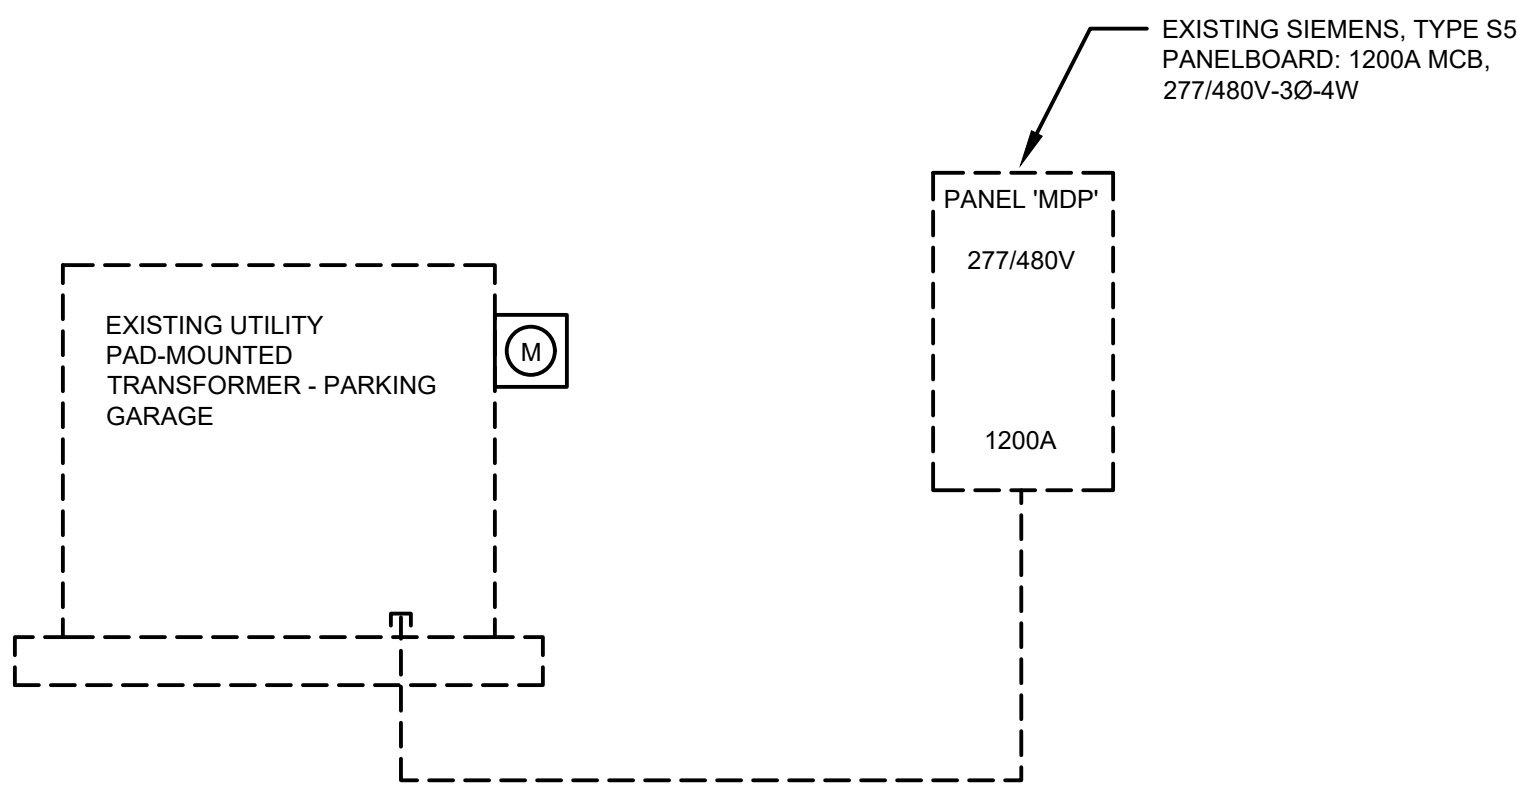 EXISTING SIEMENS, TYPE S5
PANELBOARD: 1200A MCB,
277/480V-3Ø-4W
PANEL 'MDP'
277/480V
1200A
EXISTING UTILITY
PAD-MOUNTED
TRANSFORMER - PARKING
GARAGE
M